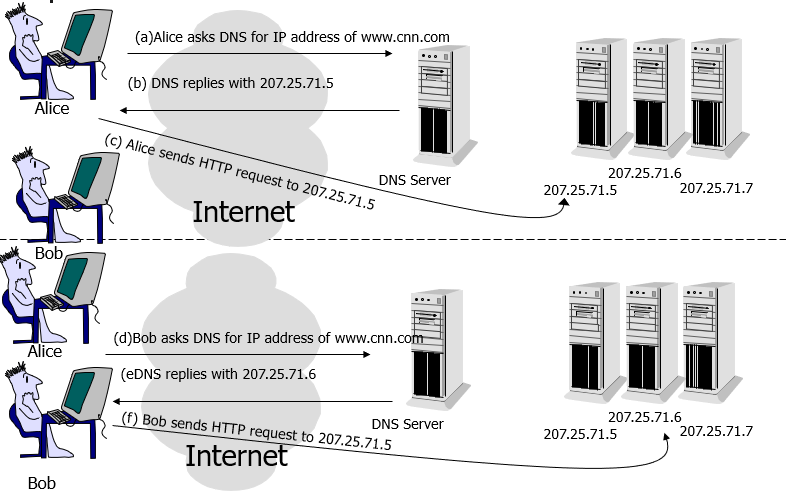 (a)Alice asks DNS for IP address of www.cnn.com
(b) DNS replies with 207.25.71.5
Alice
(c) Alice sends HTTP request to 207.25.71.5
DNS Server
207.25.71.5
207.25.71.6
207.25.71.7
Internet
Bob
Alice
(d)Bob asks DNS for IP address of www.cnn.com
(eDNS replies with 207.25.71.6
(f) Bob sends HTTP request to 207.25.71.5
DNS Server
207.25.71.5
207.25.71.6
207.25.71.7
Internet
Bob